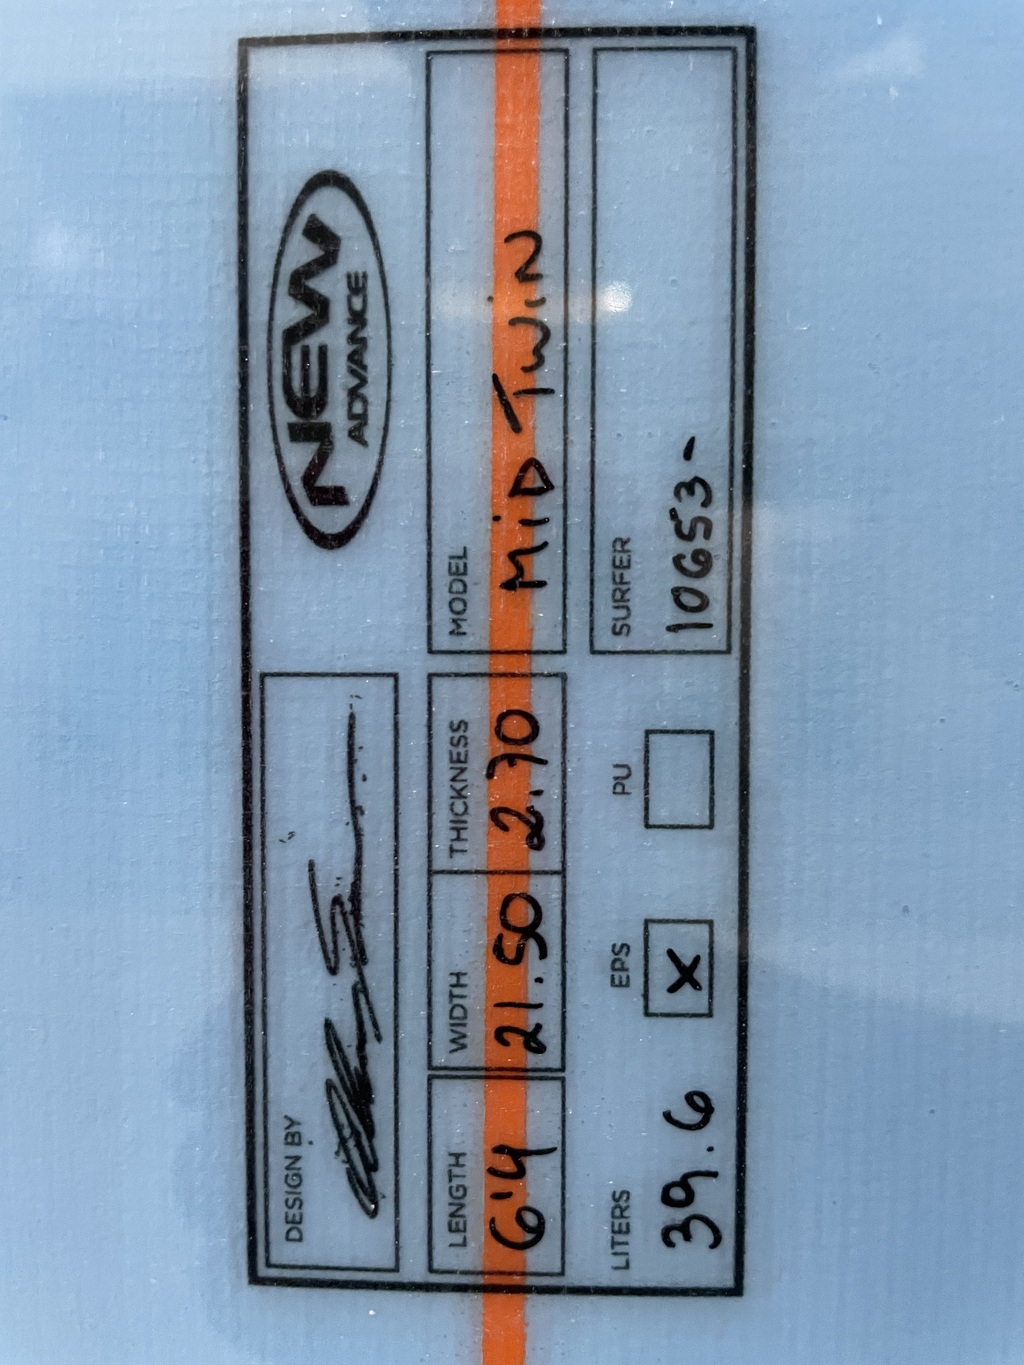 DESIGN BY
NEW
ADVANCE
LENGTH
6'4
WIDTH
21.50
THICKNESS
2.70
MODEL
MID TWIN
LITERS
39.6
EPS
X
PU
SURFER
10653-